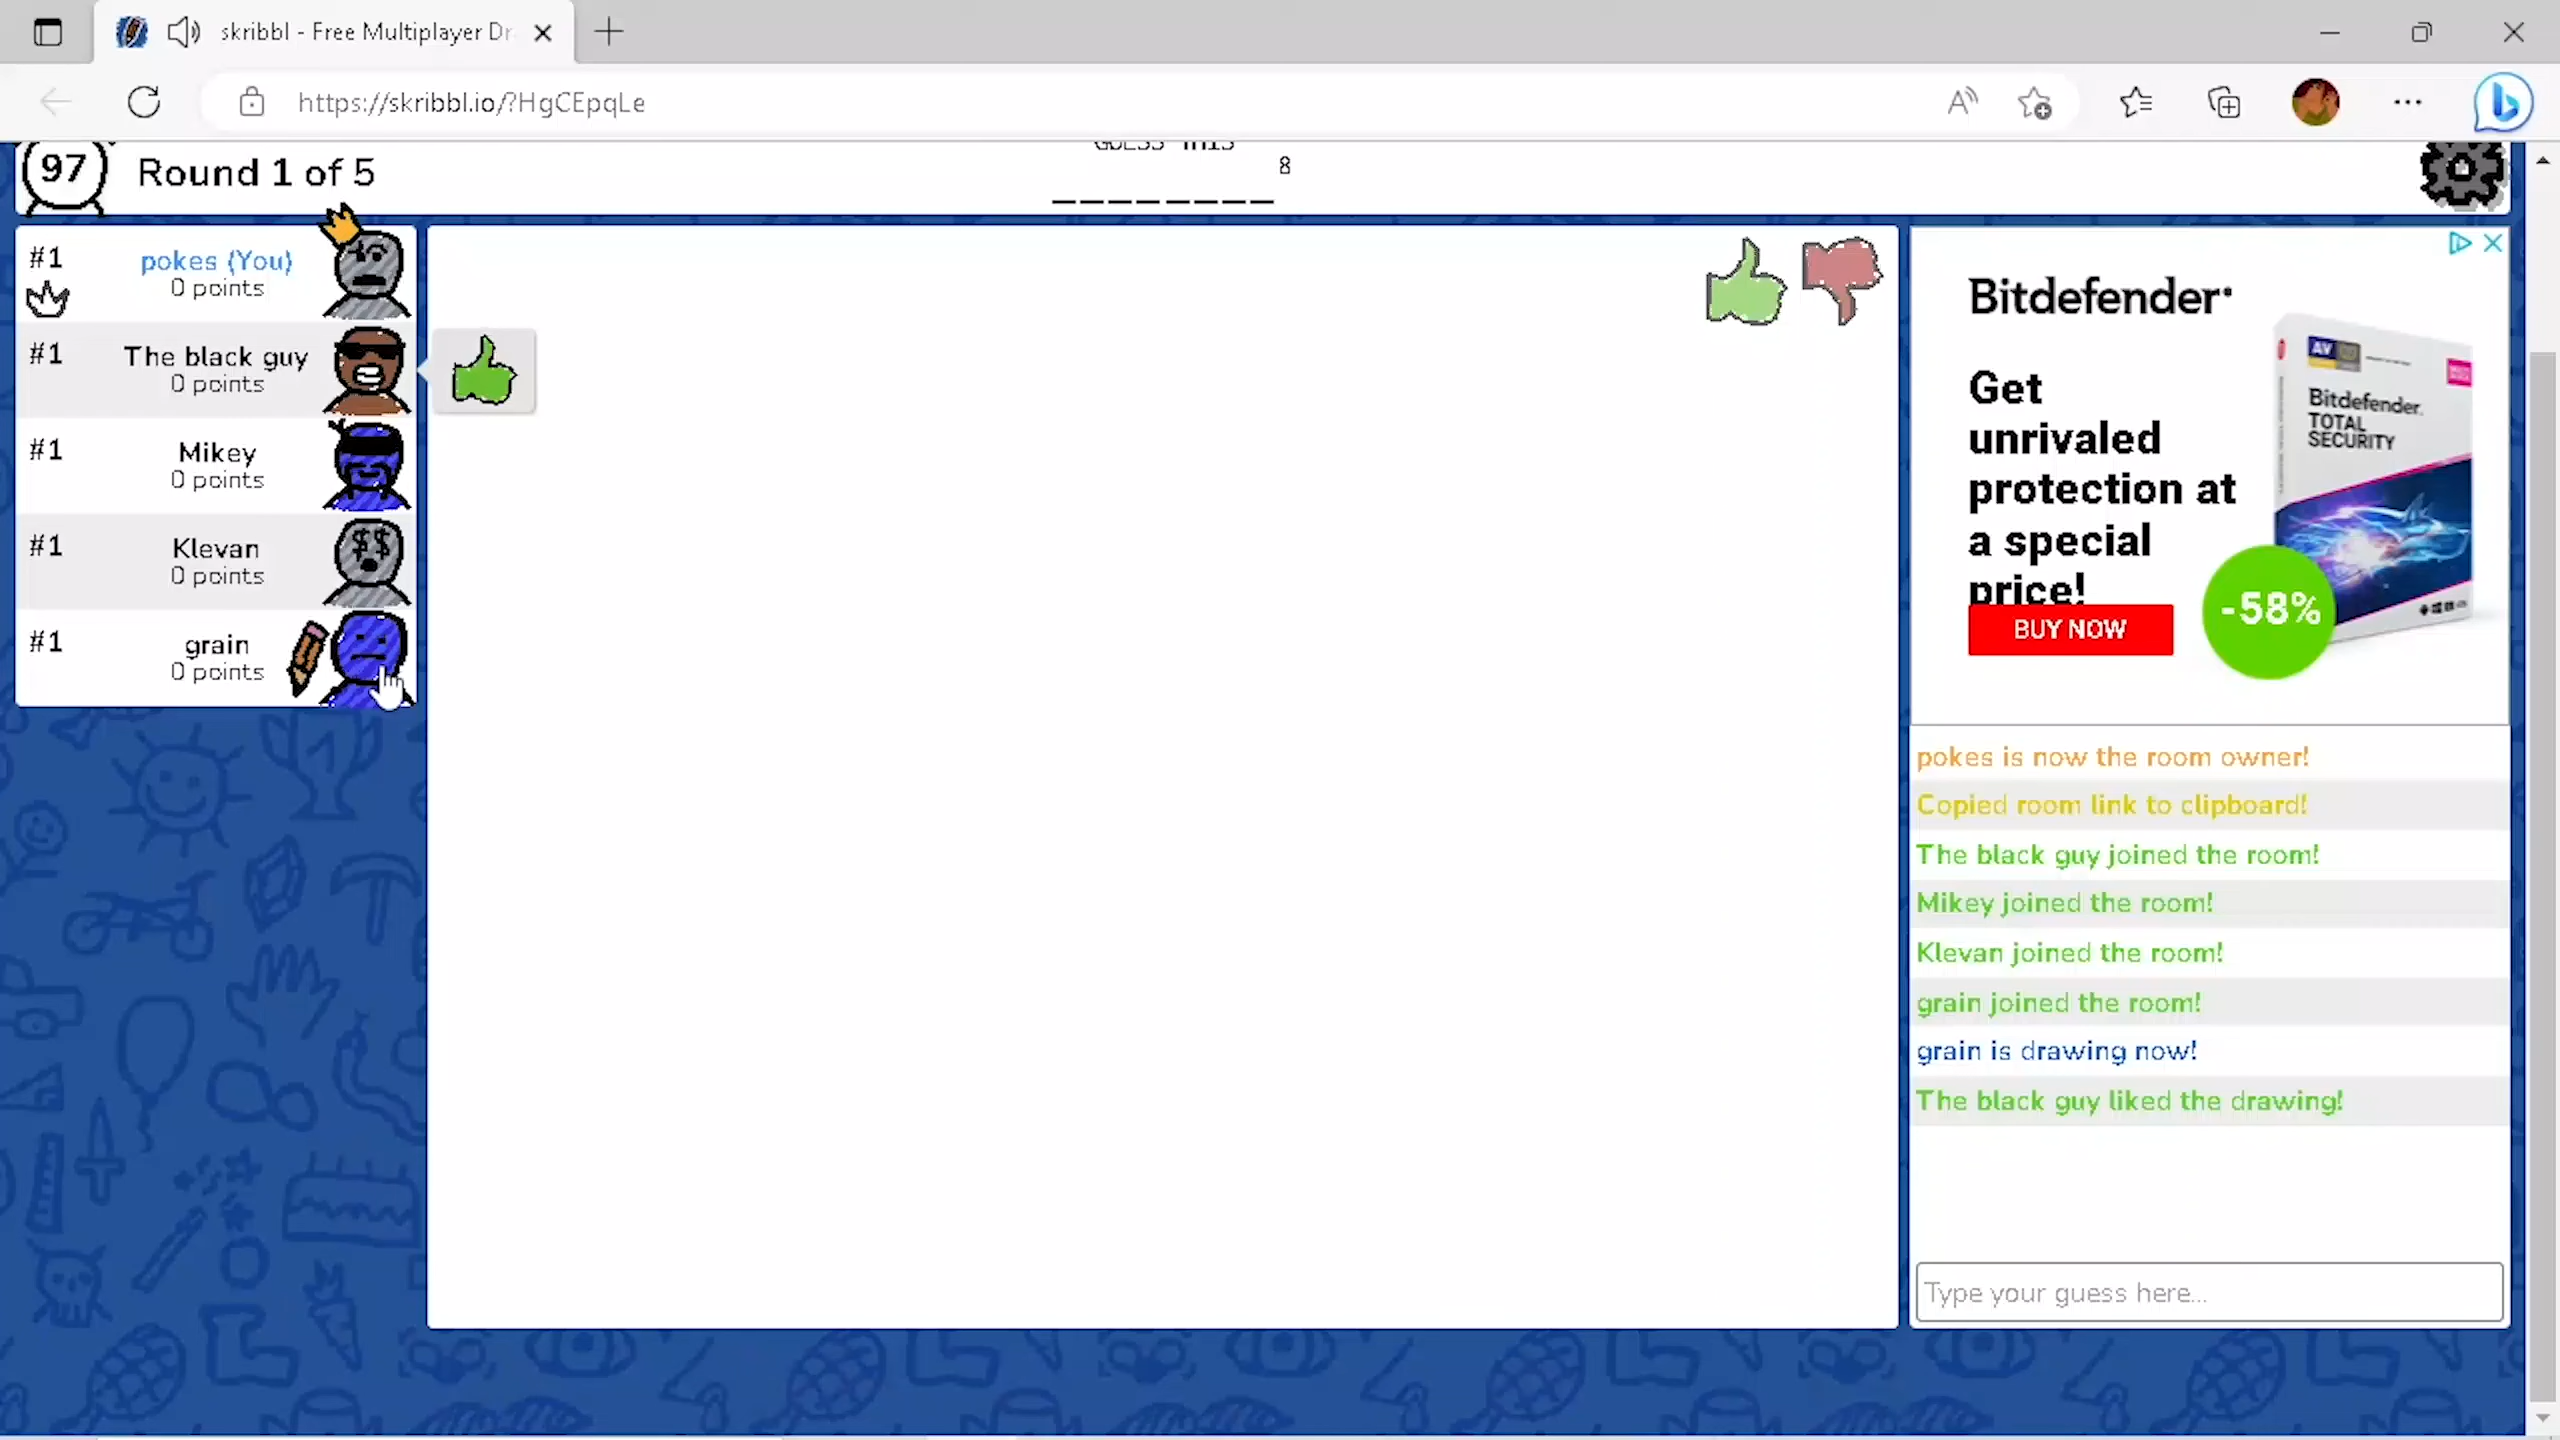 skribbl - Free Multiplayer Dr
https://skribbl.io/?HgCEpqLe
97
Round 1 of 5
GUESS THIS
8
#1
pokes (You)
0 points
#1
The black guy
0 points
#1
Mikey
0 points
#1
Klevan
0 points
#1
grain
0 points
Bitdefender
Get
unrivaled
protection at
a special
price!
BUY NOW
Bitdefender
TOTAL
SECURITY
-58%
pokes is now the room owner!
Copied room link to clipboard!
The black guy joined the room!
Mikey joined the room!
Klevan joined the room!
grain joined the room!
grain is drawing now!
The black guy liked the drawing!
Type your guess here...